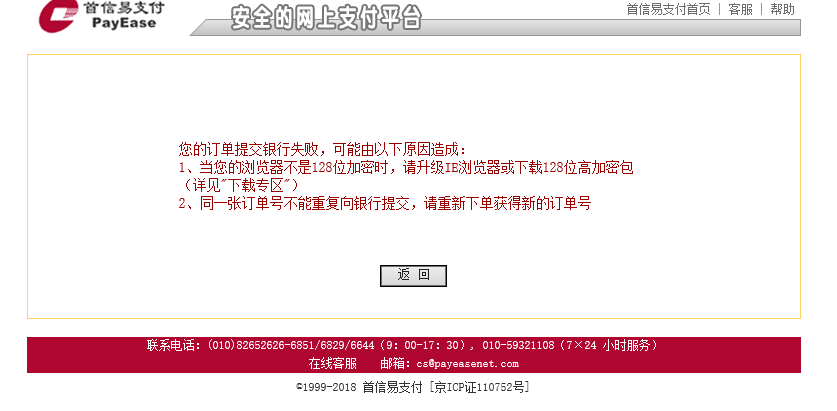 首信易支付
PayEase
安全的网上支付平台
首信易支付首页 | 客服 | 帮助
您的订单提交银行失败，可能由以下原因造成：
1、当您的浏览器不是128位加密时，请升级IE浏览器或下载128位高加密包
（详见"下载专区"）
2、同一张订单号不能重复向银行提交，请重新下单获得新的订单号
返 回
联系电话：(010)82652626-6851/6829/6644（9：00-17：30）, 010-59321108（7×24 小时服务）
在线客服 邮箱：cs@payeasenet.com
©1999-2018 首信易支付 [京ICP证110752号]